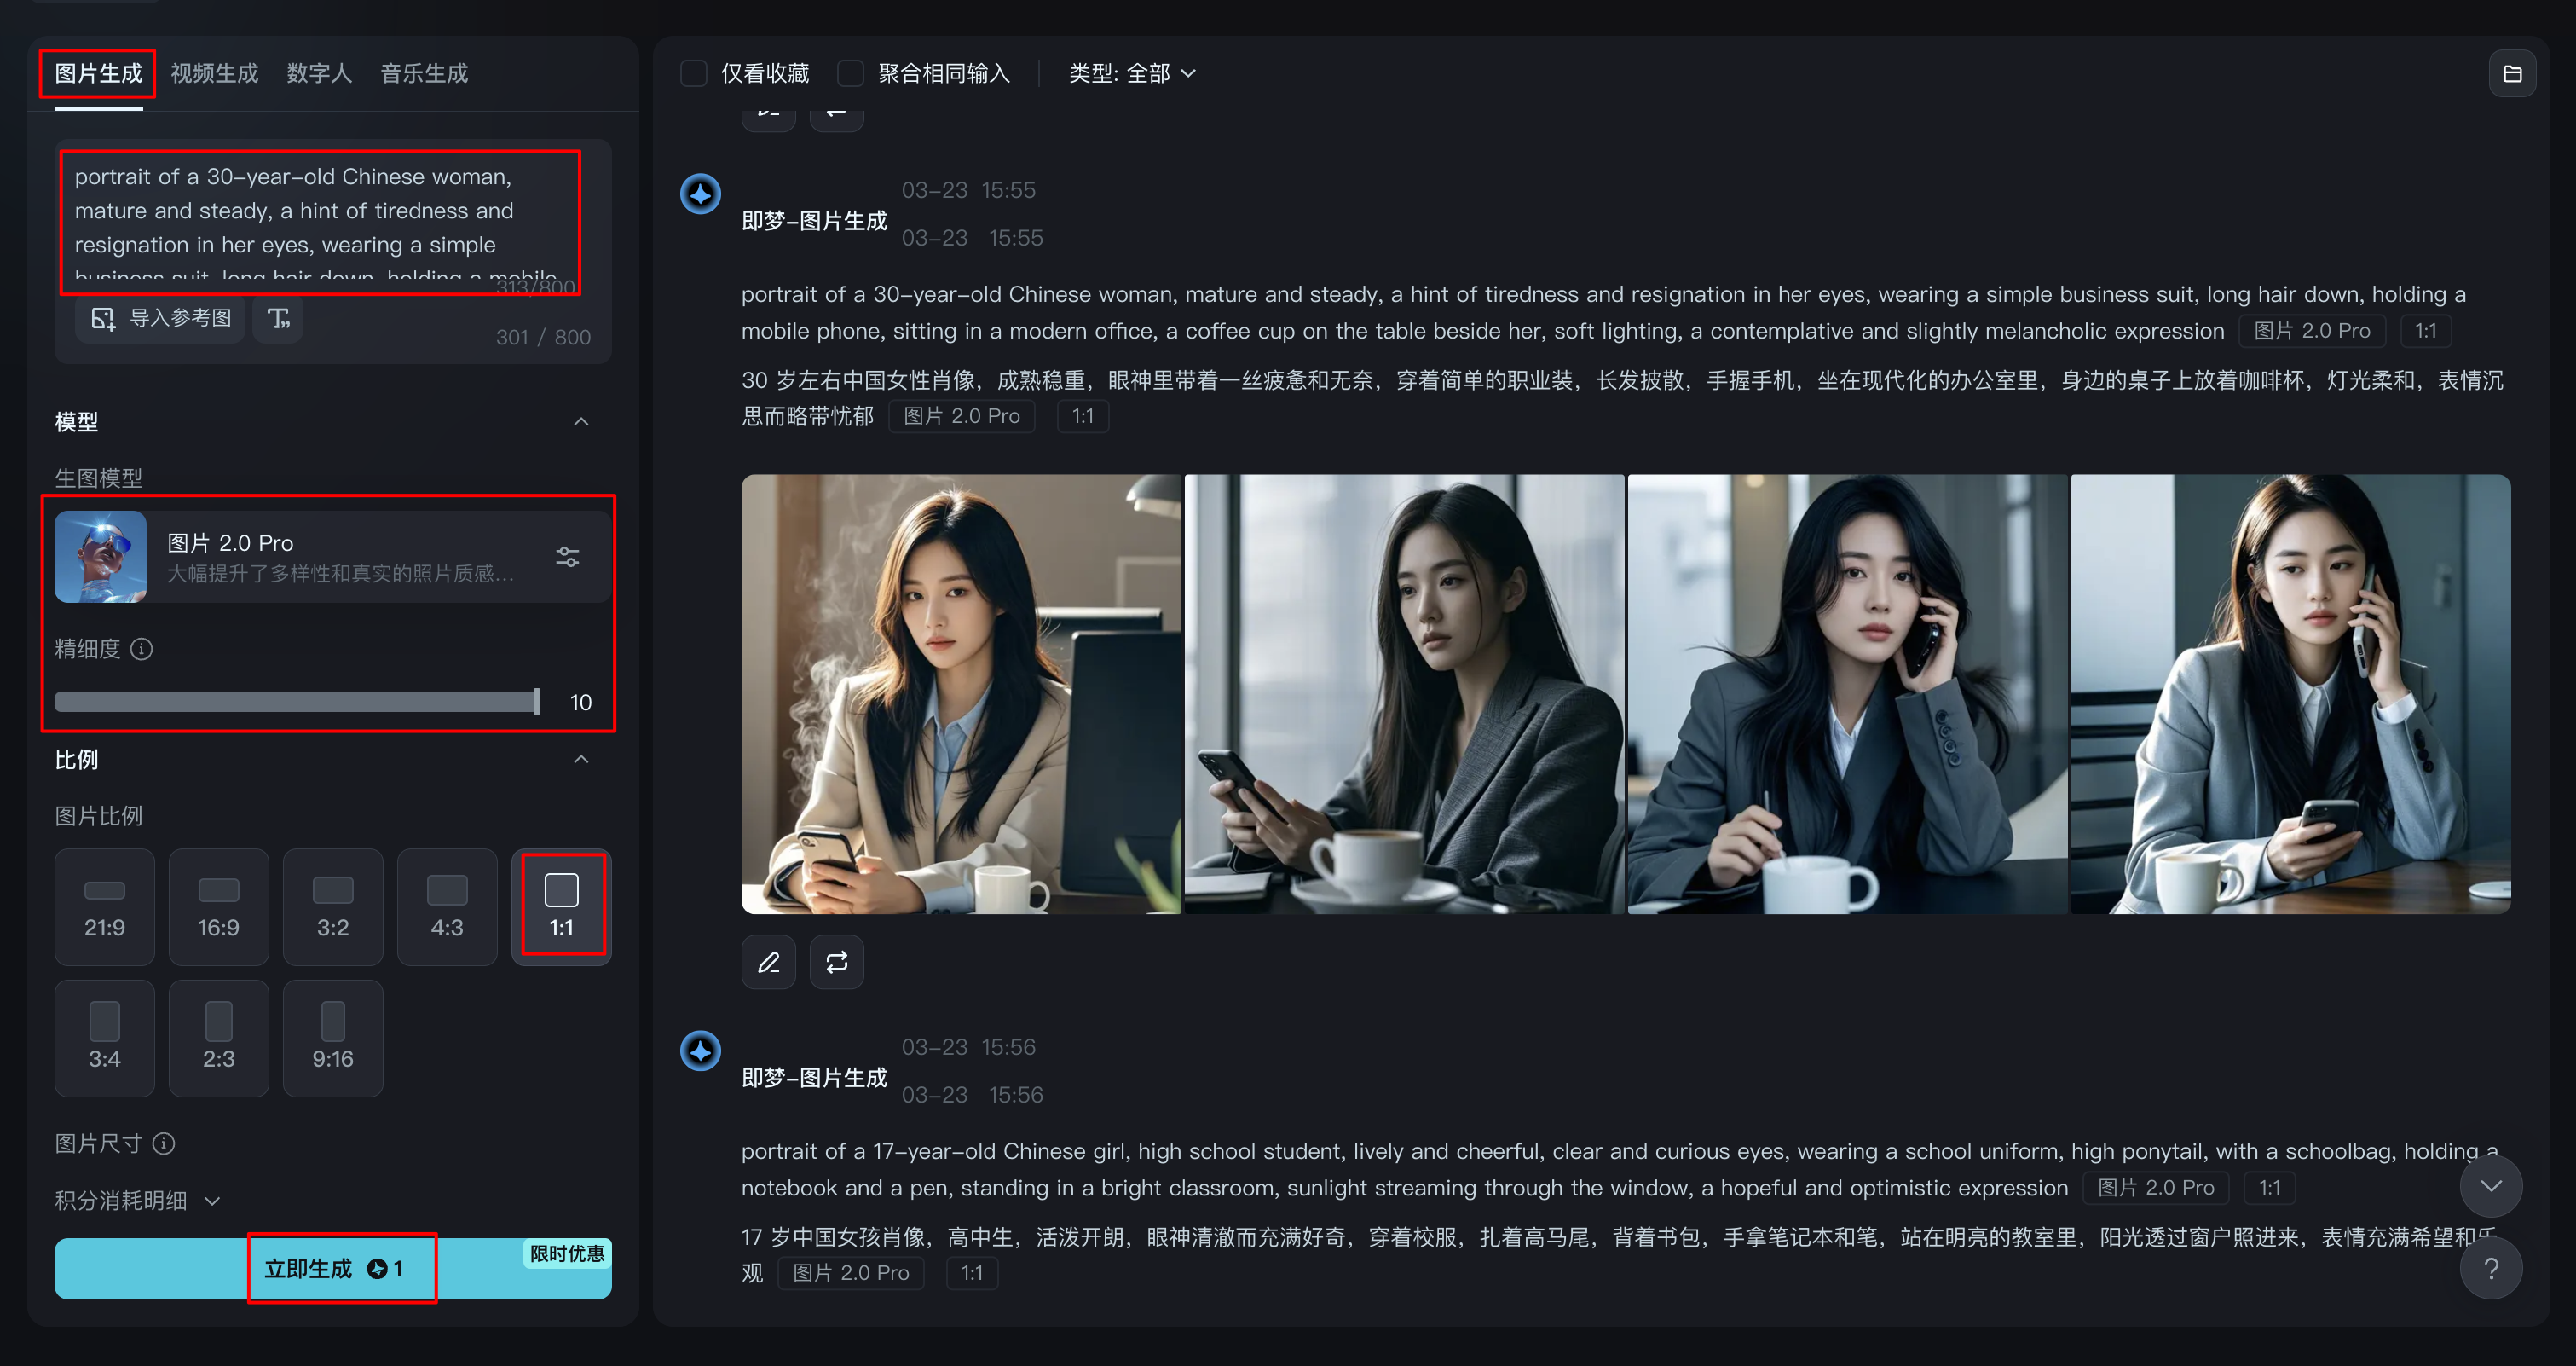 图片生成 视频生成 数字人 音乐生成
portrait of a 30-year-old Chinese woman,
mature and steady, a hint of tiredness and
resignation in her eyes, wearing a simple
business suit, long hair down, holding a mobile
313/800
导入参考图
301 / 800
模型
生图模型
图片 2.0 Pro
大幅提升了多样性和真实的照片质感...
精细度
10
比例
图片比例
21:9 16:9 3:2 4:3 1:1
3:4 2:3 9:16
图片尺寸
积分消耗明细
立即生成 1
限时优惠
仅看收藏 聚合相同输入 类型: 全部
03-23 15:55
即梦-图片生成
03-23 15:55
portrait of a 30-year-old Chinese woman, mature and steady, a hint of tiredness and resignation in her eyes, wearing a simple business suit, long hair down, holding a
mobile phone, sitting in a modern office, a coffee cup on the table beside her, soft lighting, a contemplative and slightly melancholic expression 图片 2.0 Pro 1:1
30 岁左右中国女性肖像，成熟稳重，眼神里带着一丝疲惫和无奈，穿着简单的职业装，长发披散，手握手机，坐在现代化的办公室里，身边的桌子上放着咖啡杯，灯光柔和，表情沉
思而略带忧郁 图片 2.0 Pro 1:1
03-23 15:56
即梦-图片生成
03-23 15:56
portrait of a 17-year-old Chinese girl, high school student, lively and cheerful, clear and curious eyes, wearing a school uniform, high ponytail, with a schoolbag, holding a
notebook and a pen, standing in a bright classroom, sunlight streaming through the window, a hopeful and optimistic expression 图片 2.0 Pro 1:1
17 岁中国女孩肖像，高中生，活泼开朗，眼神清澈而充满好奇，穿着校服，扎着高马尾，背着书包，手拿笔记本和笔，站在明亮的教室里，阳光透过窗户照进来，表情充满希望和乐
观 图片 2.0 Pro 1:1